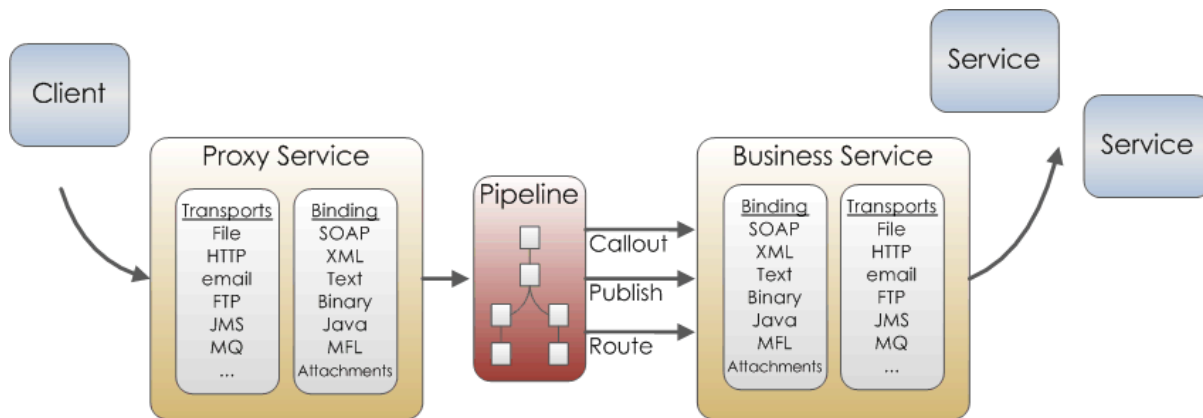 Client
Proxy Service
Transports
File
HTTP
email
FTP
JMS
MQ
...
Binding
SOAP
XML
Text
Binary
Java
MFL
Attachments
Pipeline
Callout
Publish
Route
Business Service
Binding
SOAP
XML
Text
Binary
Java
MFL
Attachments
Transports
File
HTTP
email
FTP
JMS
MQ
...
Service
Service